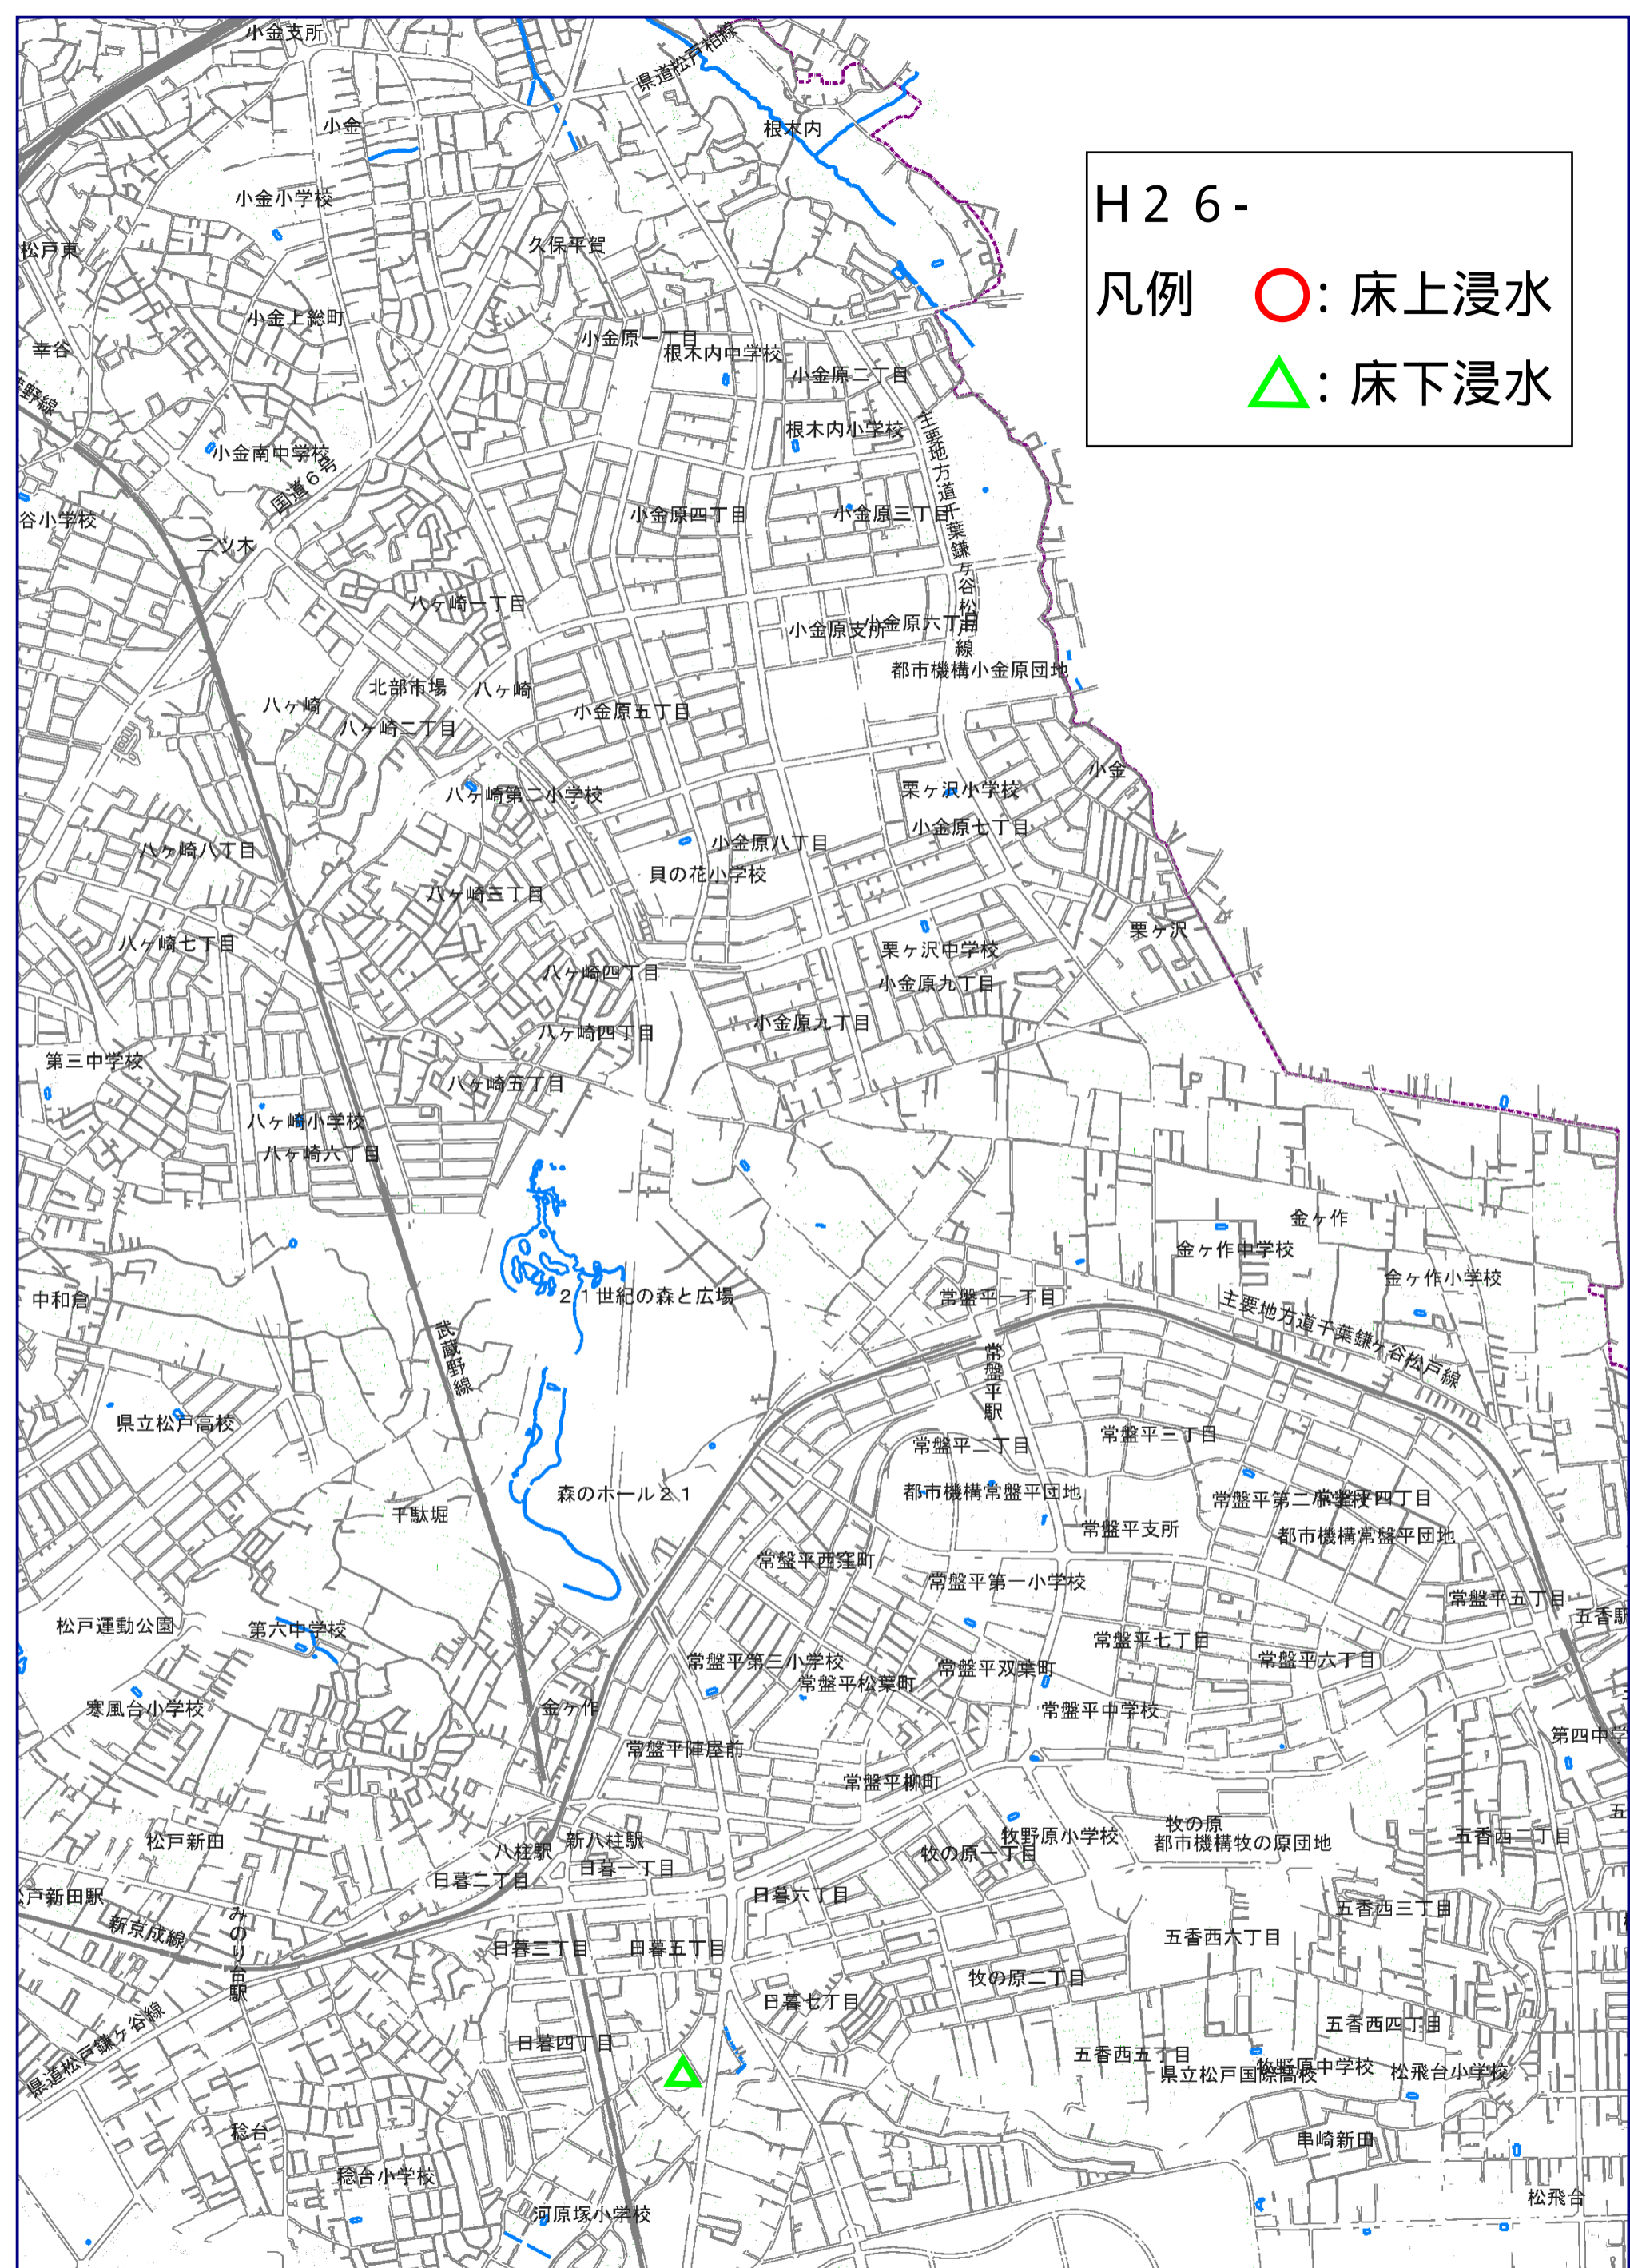 小金支所
県道松戸柏線
小金
根木内
H26-
凡例 ○：床上浸水
△：床下浸水
小金小学校
松戸東
久保平賀
小金上総町
幸谷
小金原一丁目
根木内中学校
小金原二丁目
根木内小学校
主要地方道千葉鎌ヶ谷松戸線
小金南中学校
国道６号
谷小学校
小金原四丁目
小金原三丁目
二ツ木
八ヶ崎一丁目
小金原支所
小金原六丁目
都市機構小金原団地
北部市場
八ヶ崎
八ヶ崎
八ヶ崎二丁目
小金原五丁目
小金
八ヶ崎第二小学校
栗ヶ沢小学校
小金原七丁目
小金原八丁目
八ヶ崎八丁目
貝の花小学校
八ヶ崎三丁目
栗ヶ沢
八ヶ崎七丁目
栗ヶ沢中学校
八ヶ崎四丁目
小金原九丁目
小金原九丁目
八ヶ崎四丁目
第三中学校
八ヶ崎五丁目
八ヶ崎小学校
八ヶ崎六丁目
金ヶ作
金ヶ作中学校
金ヶ作小学校
中和倉
２１世紀の森と広場
常盤平一丁目
主要地方道千葉鎌ヶ谷松戸線
武蔵野線
常盤平駅
県立松戸高校
常盤平二丁目
常盤平三丁目
森のホール２１
都市機構常盤平団地
常盤平第二小学校
常盤平四丁目
千駄堀
常盤平支所
都市機構常盤平団地
常盤平西窪町
常盤平第一小学校
常盤平五丁目
五香駅
松戸運動公園
第六中学校
常盤平七丁目
常盤平第三小学校
常盤平双葉町
常盤平六丁目
常盤平松葉町
寒風台小学校
金ヶ作
常盤平中学校
第四中学
常盤平陣屋前
常盤平柳町
牧の原
松戸新田
八柱駅
新八柱駅
牧野原小学校
都市機構牧の原団地
五香西二丁目
日暮一丁目
牧の原一丁目
日暮二丁目
戸新田駅
日暮六丁目
五香西三丁目
新京成線
みのり台駅
五香西六丁目
日暮三丁目
日暮五丁目
牧の原二丁目
日暮七丁目
県道松戸鎌ヶ谷線
五香西四丁目
日暮四丁目
五香西五丁目
県立松戸国際高校
牧野原中学校
松飛台小学校
稔台
串崎新田
稔台小学校
松飛台
河原塚小学校